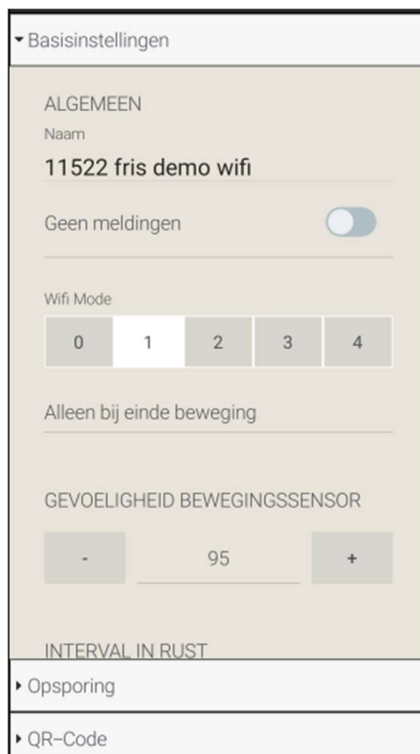 Basisinstellingen
ALGEMEEN
Naam
11522 fris demo wifi
Geen meldingen
Wifi Mode
0 1 2 3 4
Alleen bij einde beweging
GEVOELIGHEID BEWEGINGSSENSOR
- 95 +
INTERVAL IN RUST
Opsporing
QR-Code